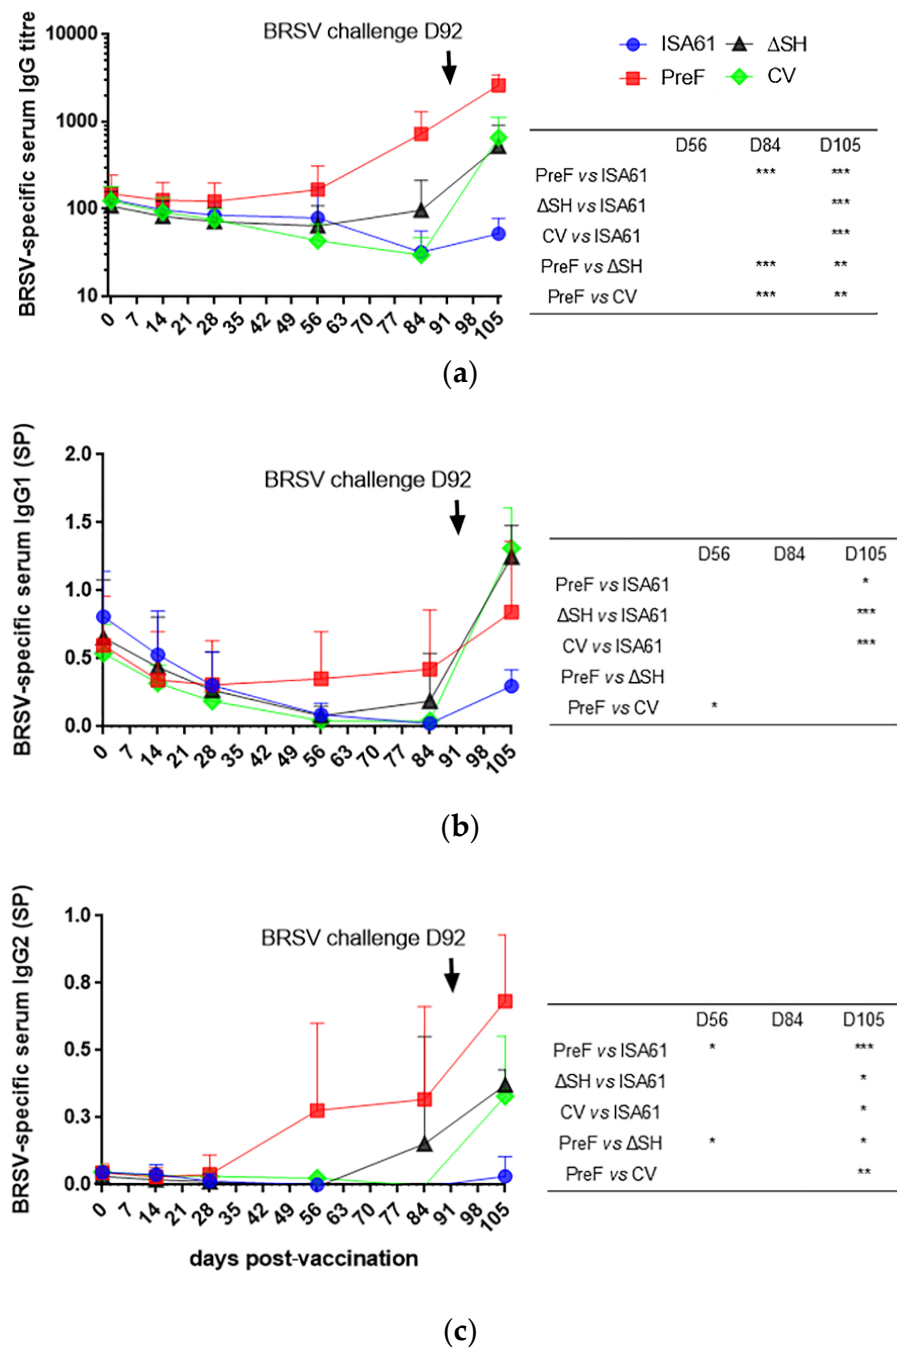 BRSV-specific serum IgG titre
10000
1000
100
10
BRSV challenge D92
ISA61 ΔSH
PreF CV
0 7 14 21 28 35 42 49 56 63 70 77 84 91 98 105
D56 D84 D105
PreF vs ISA61 *** ***
ΔSH vs ISA61 ***
CV vs ISA61 ***
PreF vs ΔSH *** **
PreF vs CV *** **
(a)
BRSV-specific serum IgG1 (SP)
2.0
1.5
1.0
0.5
0.0
BRSV challenge D92
0 7 14 21 28 35 42 49 56 63 70 77 84 91 98 105
D56 D84 D105
PreF vs ISA61 *
ΔSH vs ISA61 ***
CV vs ISA61 ***
PreF vs ΔSH
PreF vs CV *
(b)
BRSV-specific serum IgG2 (SP)
1.0
0.8
0.5
0.3
0.0
BRSV challenge D92
0 7 14 21 28 35 42 49 56 63 70 77 84 91 98 105
days post-vaccination
D56 D84 D105
PreF vs ISA61 * ***
ΔSH vs ISA61 *
CV vs ISA61 *
PreF vs ΔSH * *
PreF vs CV **
(c)